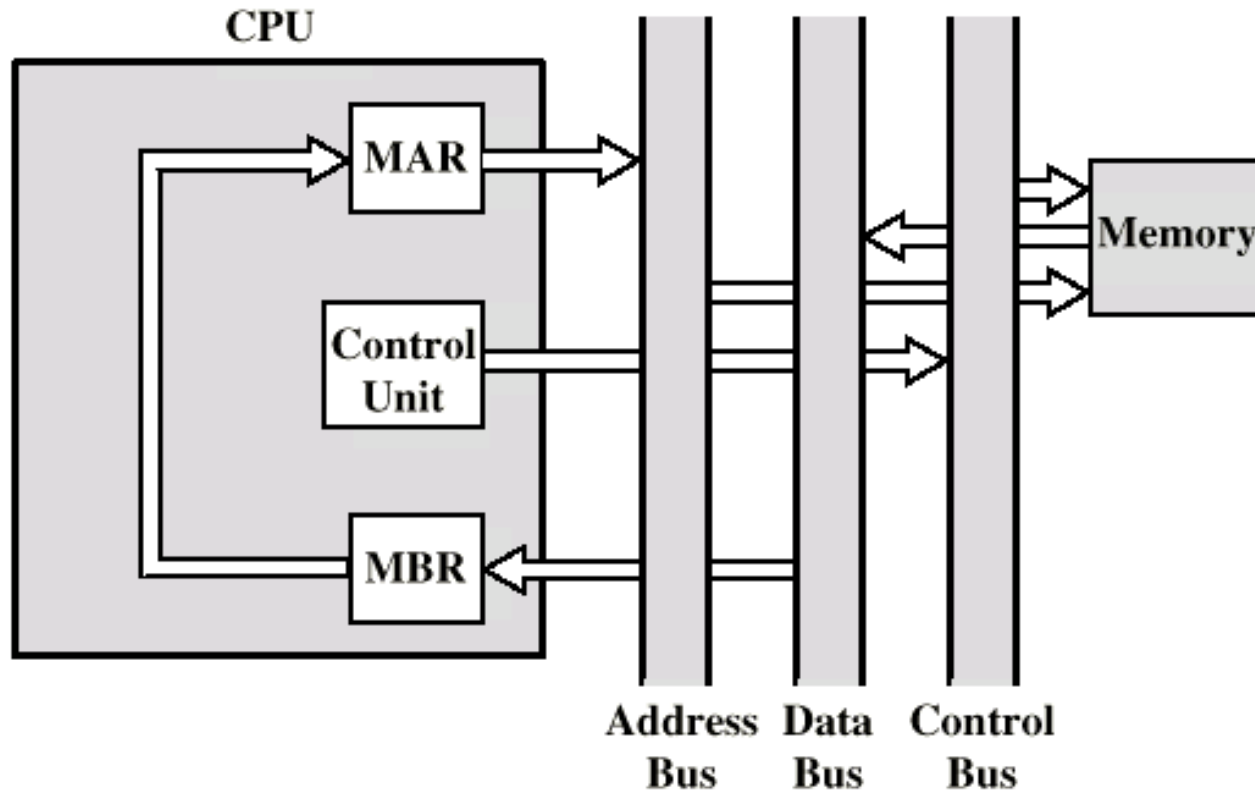 CPU
MAR
Memory
Control
Unit
MBR
Address
Bus
Data
Bus
Control
Bus